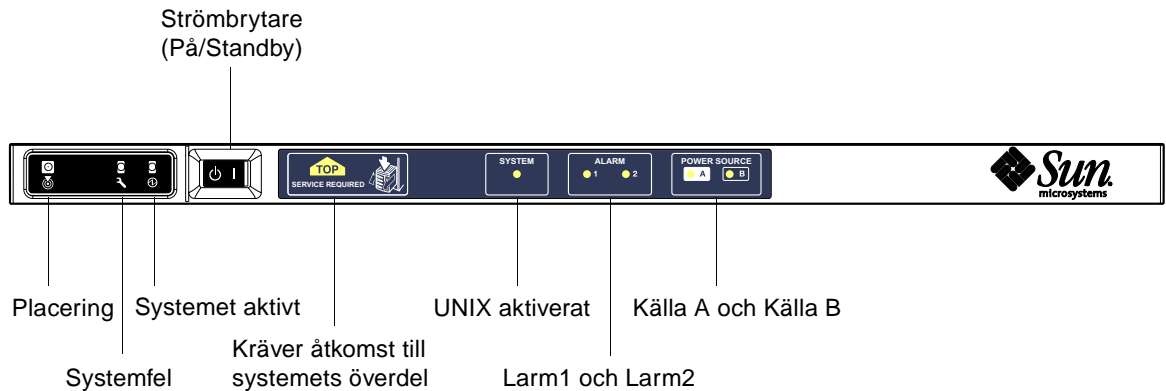 Strömbrytare
(På/Standby)
TOP
SERVICE REQUIRED
SYSTEM
ALARM
1 2
POWER SOURCE
A B
Sun.
microsystems
Placering
Systemet aktivt
UNIX aktiverat
Källa A och Källa B
Systemfel
Kräver åtkomst till
systemets överdel
Larm1 och Larm2